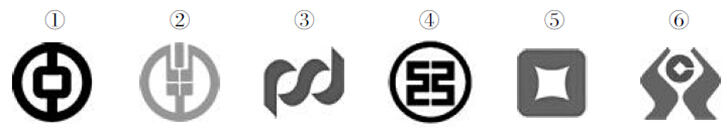 ① ② ③ ④ ⑤ ⑥